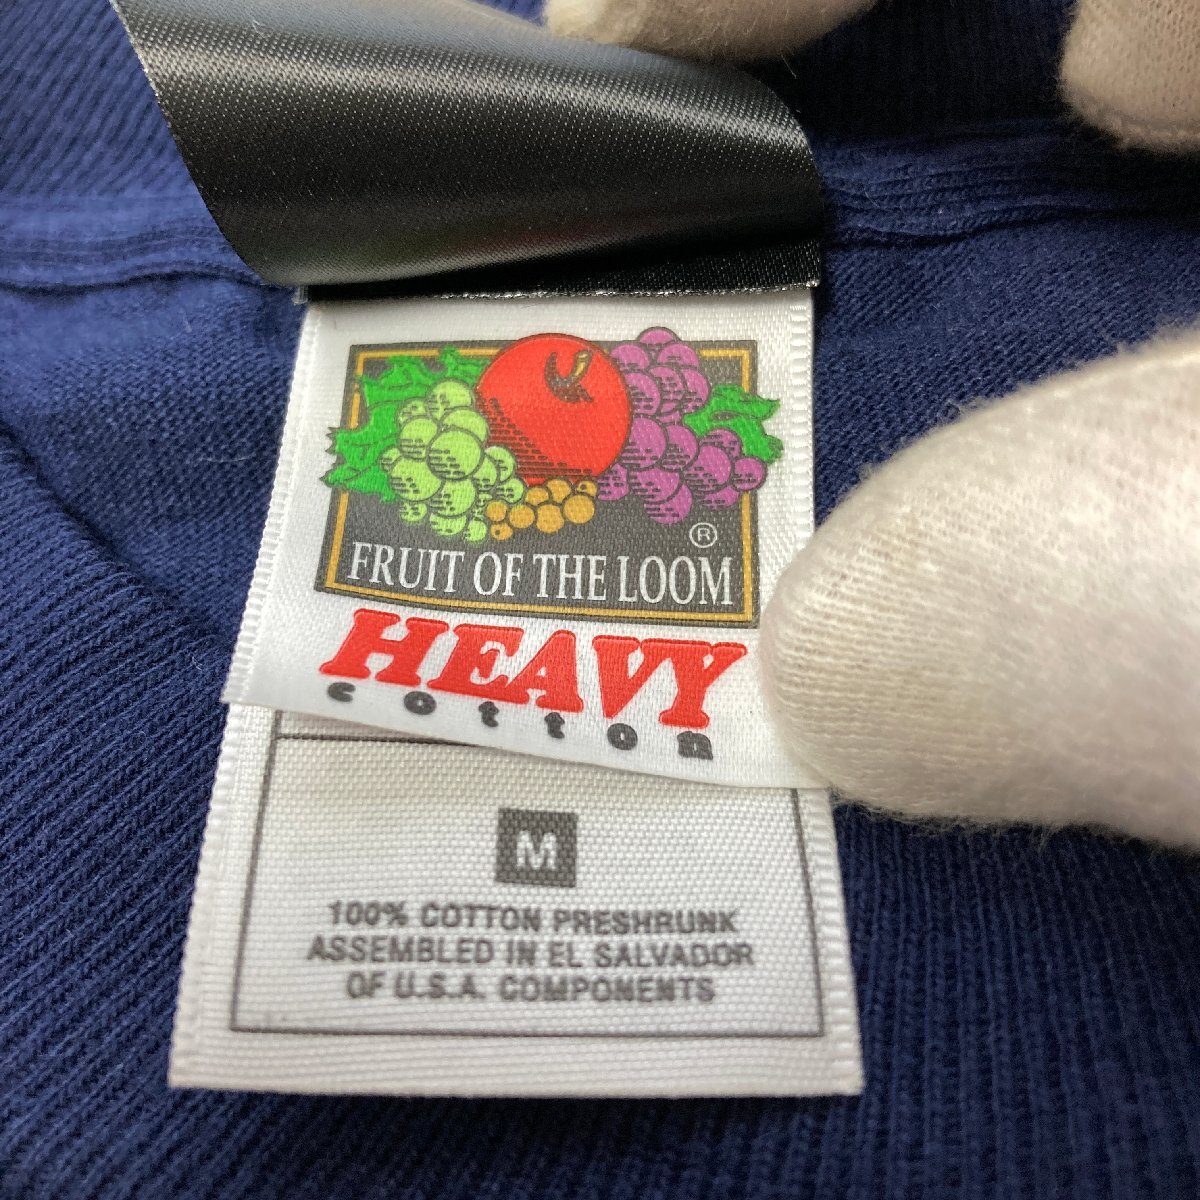 ®
FRUIT OF THE LOOM
HEAVY
cotton
M
100% COTTON PRESHRUNK
ASSEMBLED IN EL SALVADOR
OF U.S.A. COMPONENTS